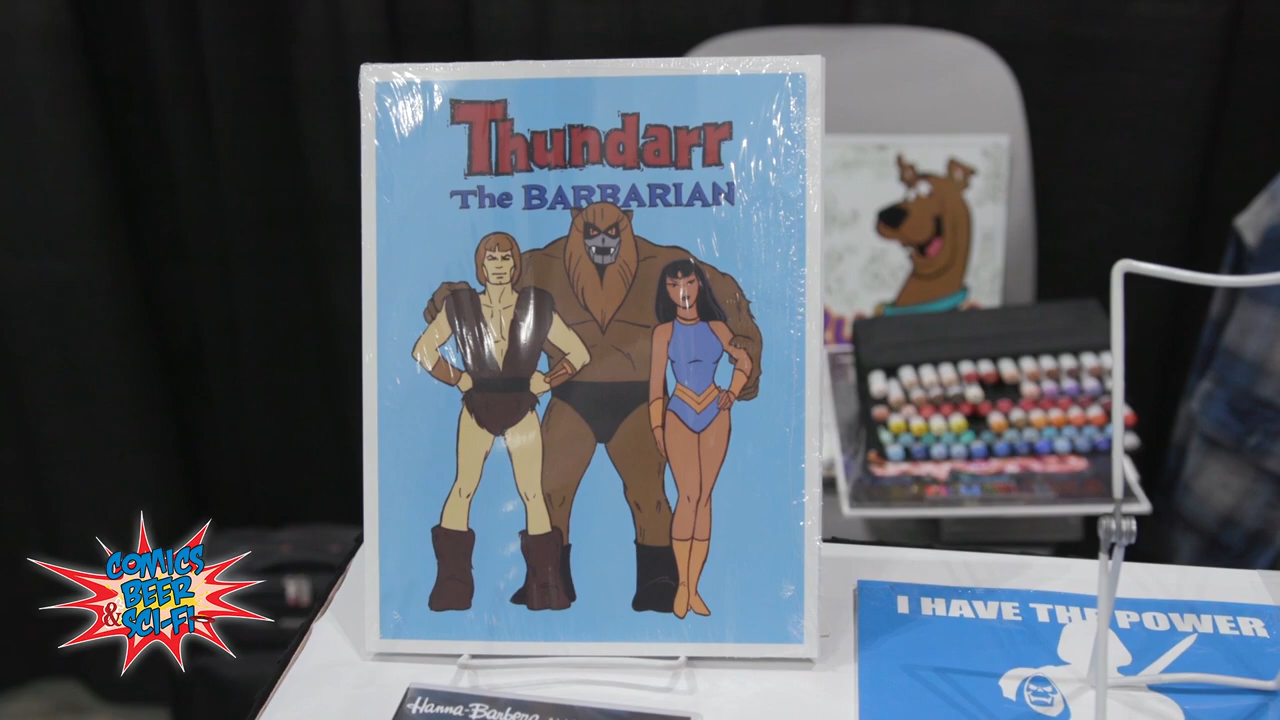 Thundarr
The BARBARIAN
COMICS
BEER
& SCI-FI
I HAVE THE POWER
Hanna-Barbera